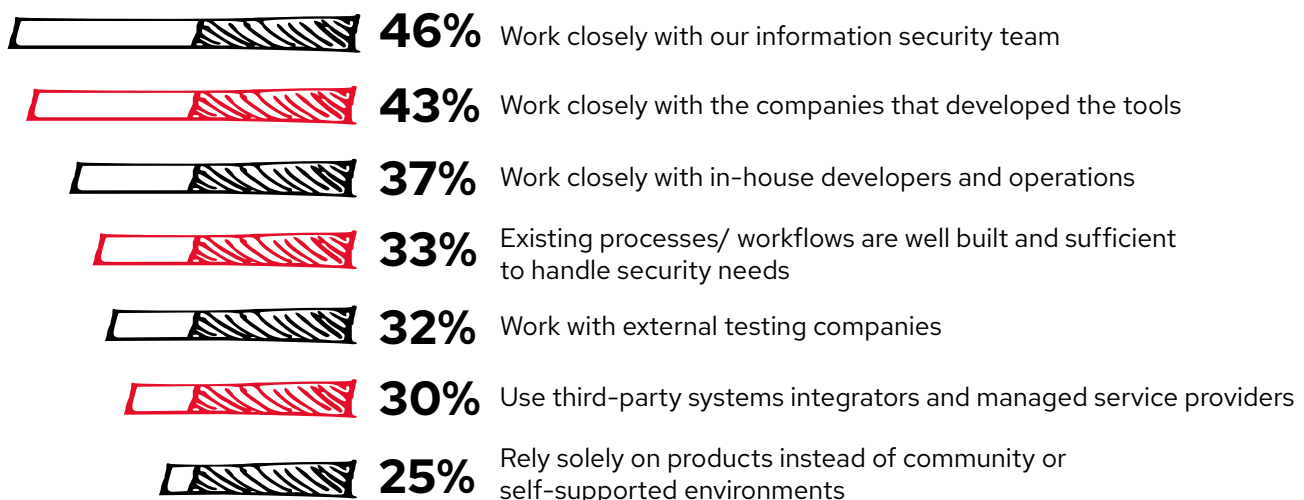 46% Work closely with our information security team
43% Work closely with the companies that developed the tools
37% Work closely with in-house developers and operations
33% Existing processes/ workflows are well built and sufficient
to handle security needs
32% Work with external testing companies
30% Use third-party systems integrators and managed service providers
25% Rely solely on products instead of community or
self-supported environments